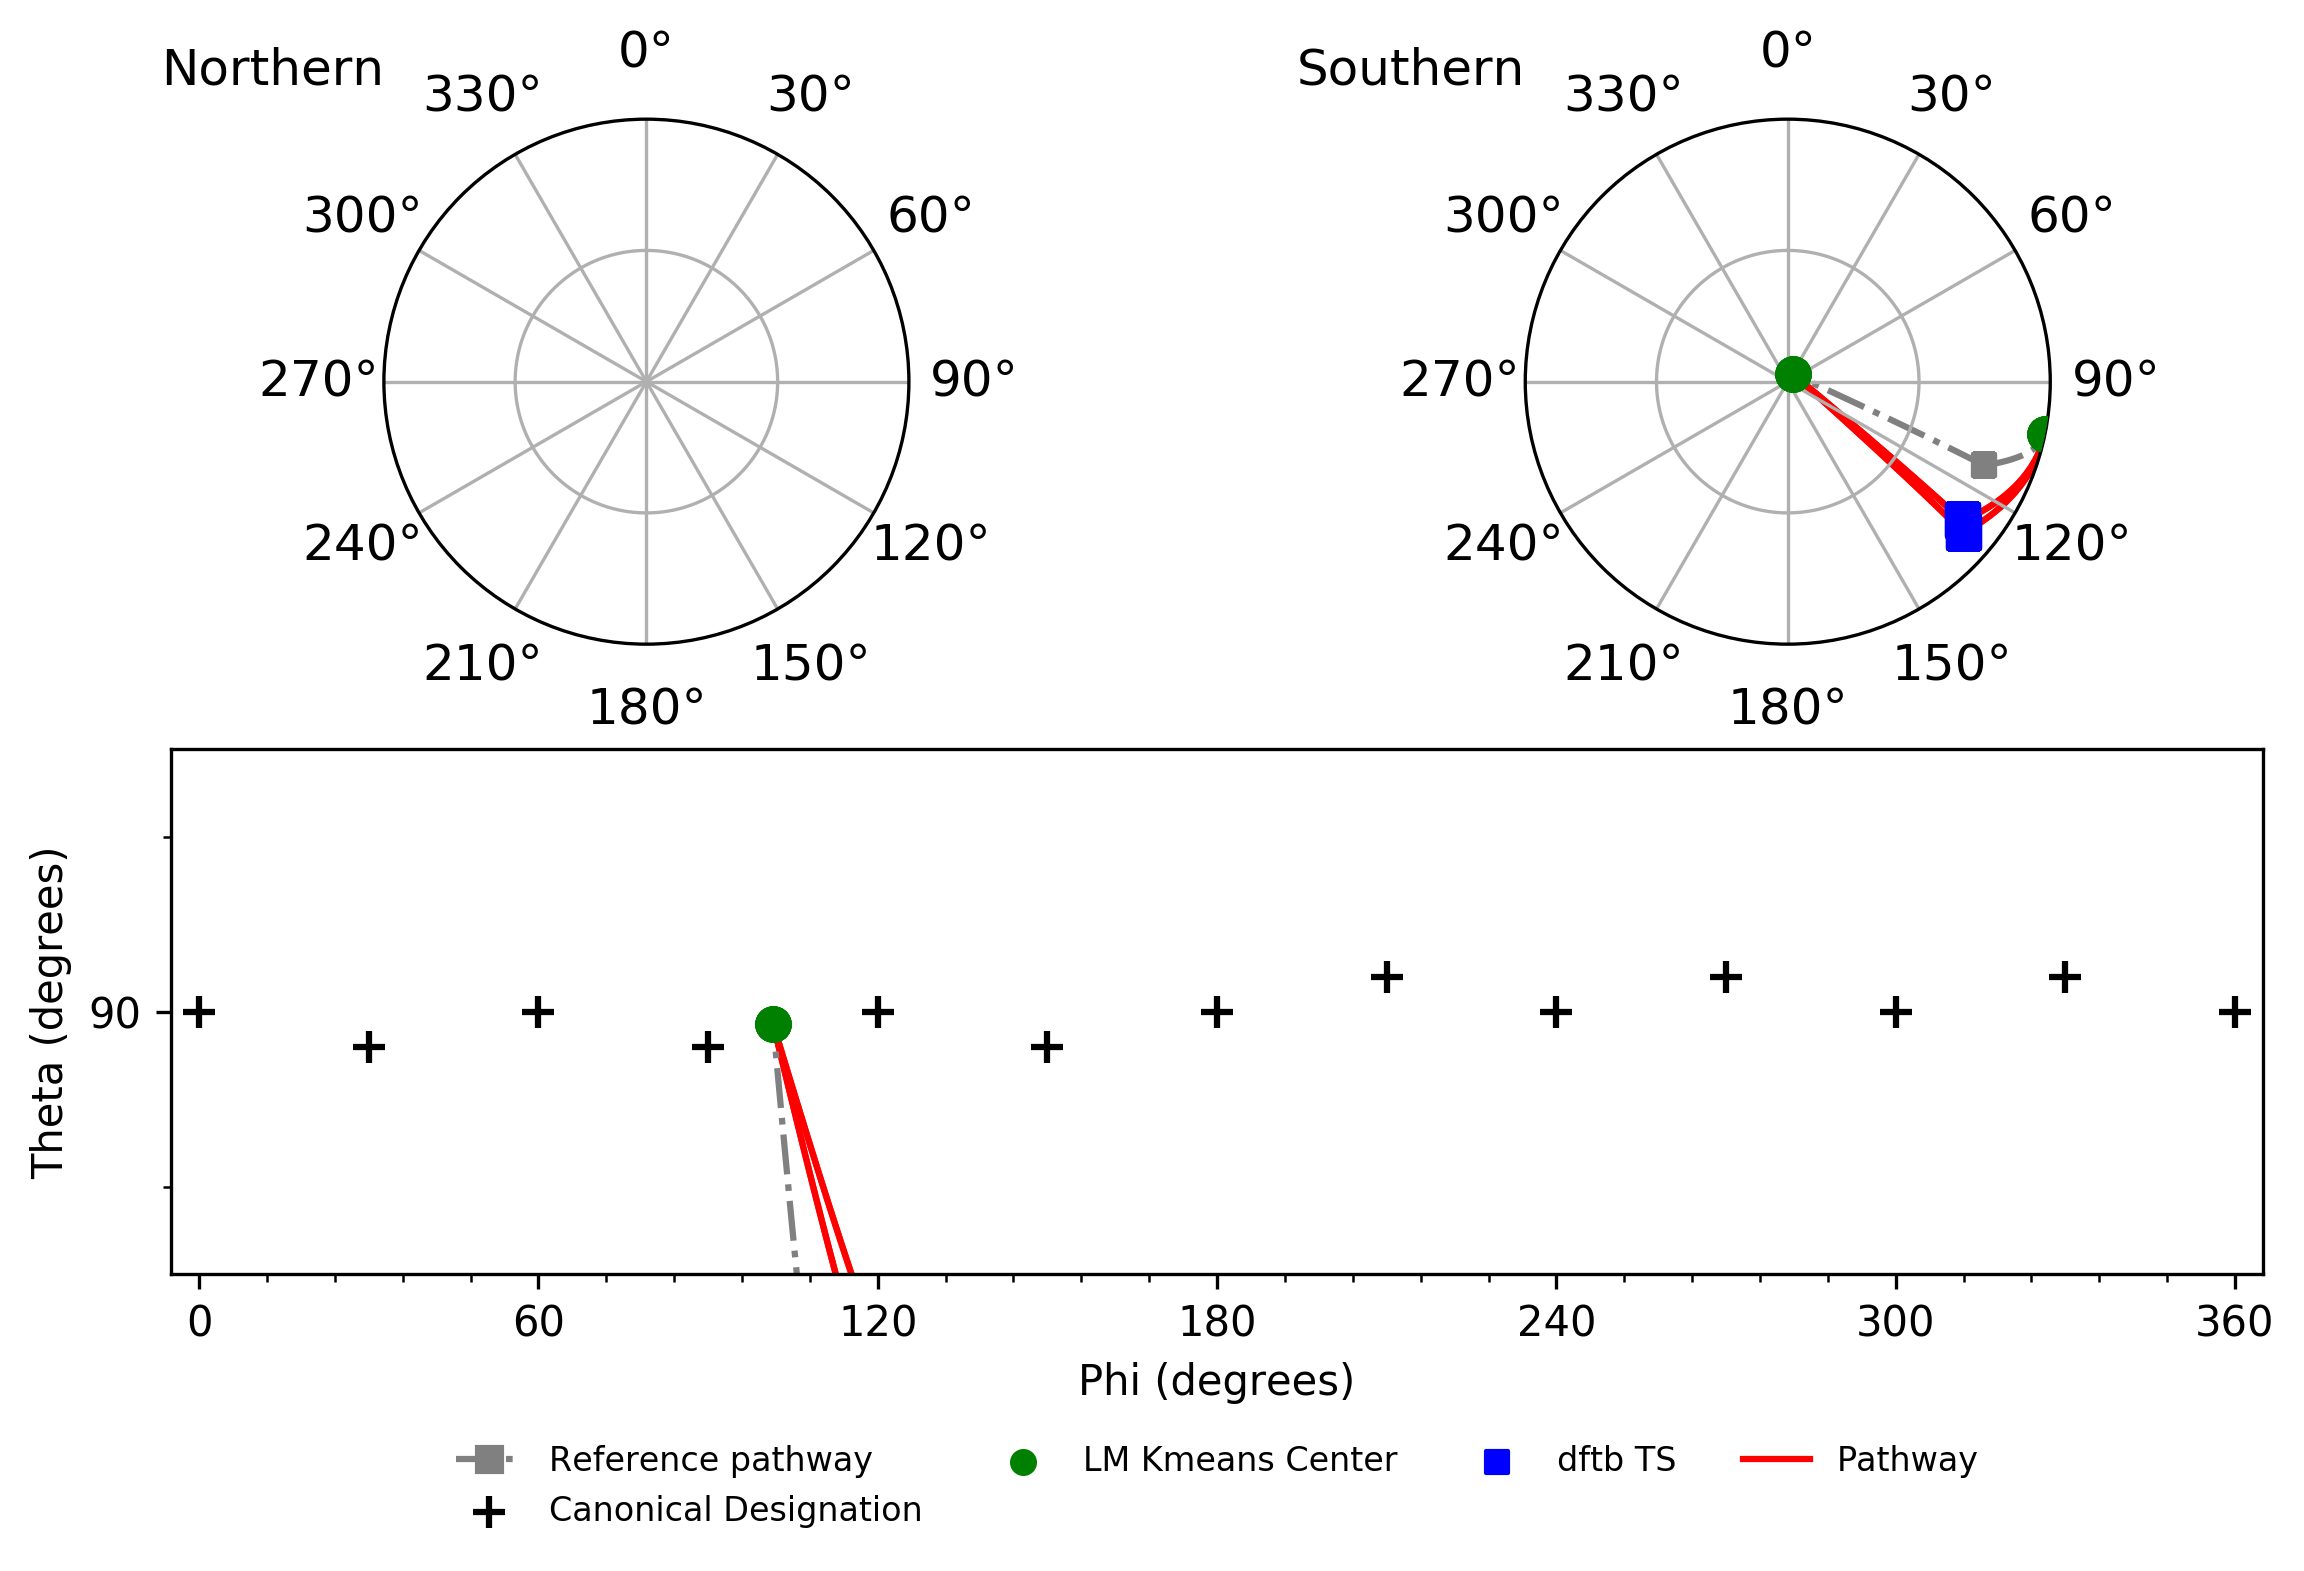 Northern
0°
330°
30°
300°
60°
270°
90°
240°
120°
210°
150°
180°
Southern
0°
330°
30°
300°
60°
270°
90°
240°
120°
210°
150°
180°
Theta (degrees)
90
0 60 120 180 240 300 360
Phi (degrees)
Reference pathway
LM Kmeans Center
dftb TS
Pathway
Canonical Designation